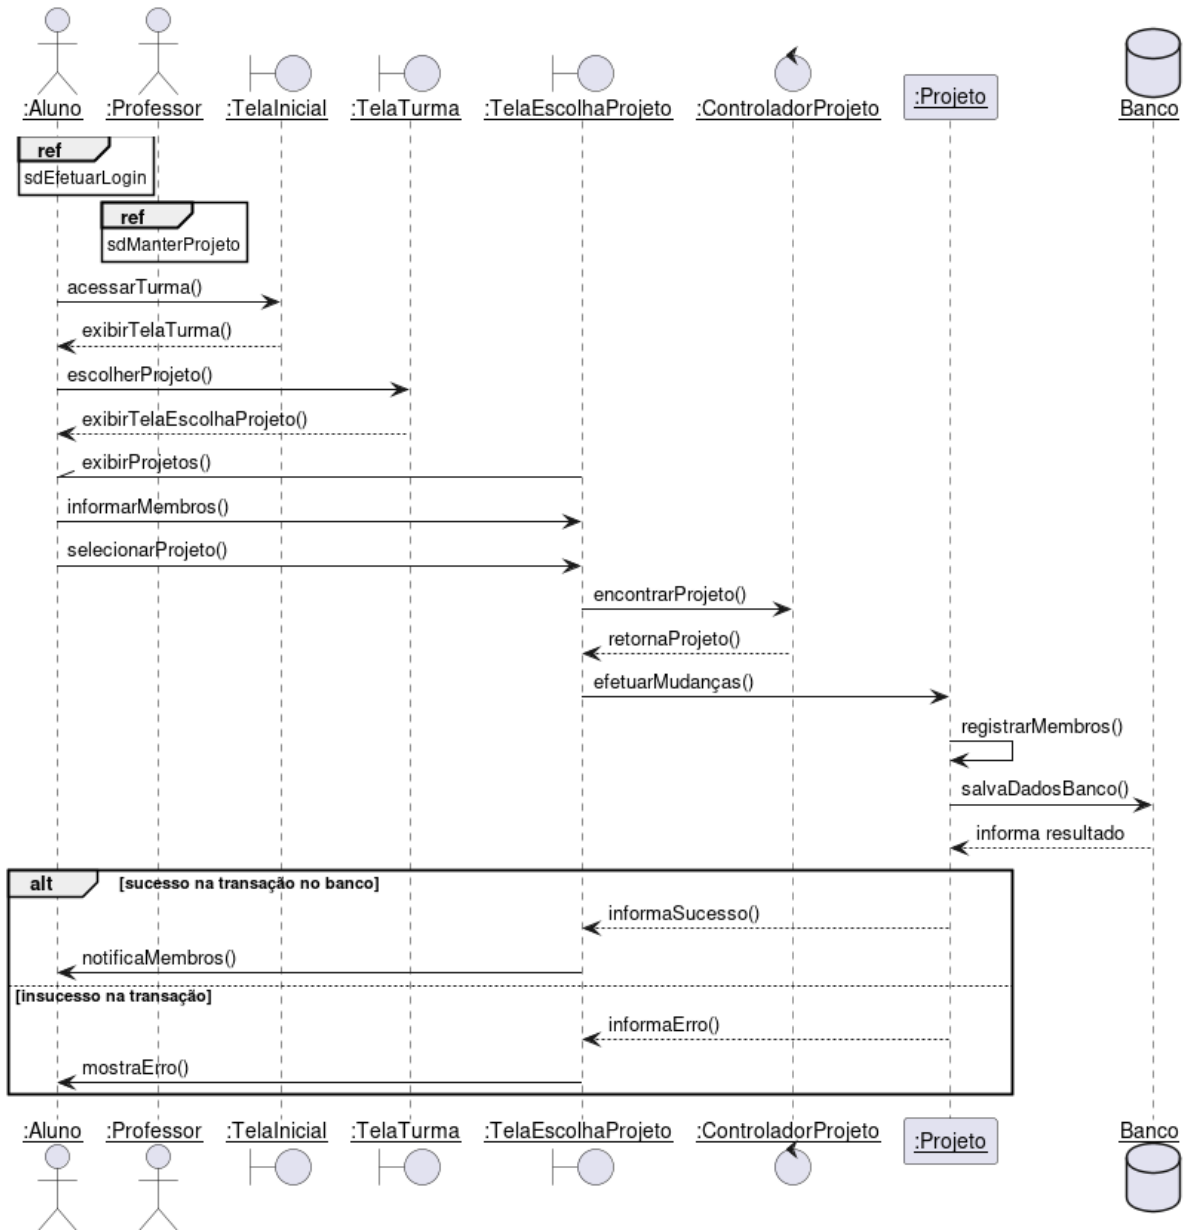 :Aluno :Professor :TelaInicial :TelaTurma :TelaEscolhaProjeto :ControladorProjeto :Projeto Banco
ref
sdEfetuarLogin
ref
sdManterProjeto
acessarTurma()
exibirTelaTurma()
escolherProjeto()
exibirTelaEscolhaProjeto()
exibirProjetos()
informarMembros()
selecionarProjeto()
encontrarProjeto()
retornaProjeto()
efetuarMudanças()
registrarMembros()
salvaDadosBanco()
informa resultado
alt [sucesso na transação no banco]
informaSucesso()
notificaMembros()
[insucesso na transação]
informaErro()
mostraErro()
:Aluno :Professor :TelaInicial :TelaTurma :TelaEscolhaProjeto :ControladorProjeto :Projeto Banco